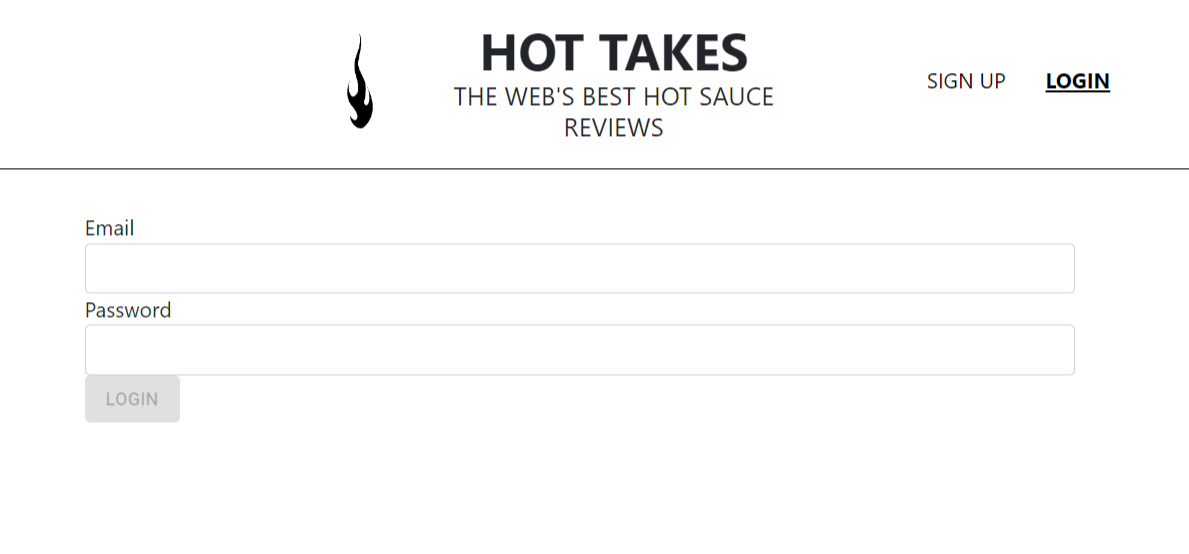 HOT TAKES
THE WEB'S BEST HOT SAUCE
REVIEWS
SIGN UP
LOGIN
Email
Password
LOGIN